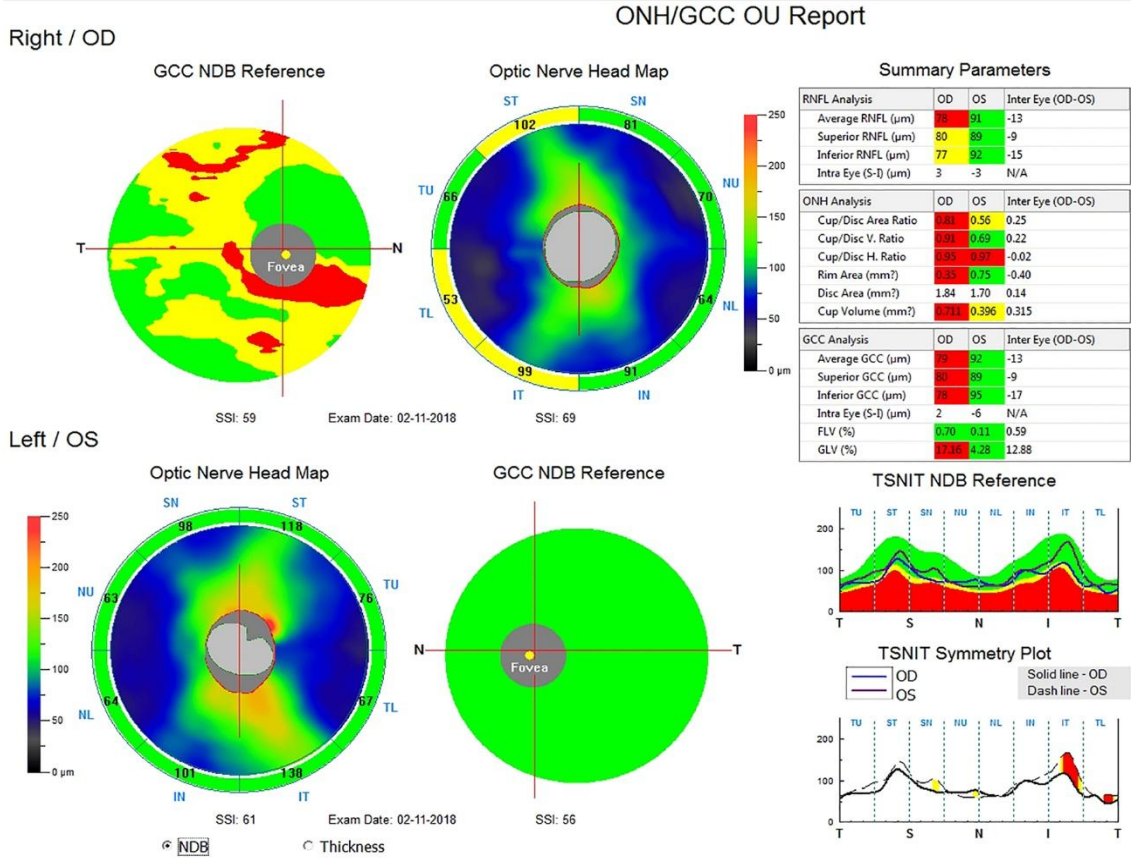 ONH/GCC OU Report
Right / OD
GCC NDB Reference
Optic Nerve Head Map
T
N
Fovea
SSI: 59
Exam Date: 02-11-2018
SSI: 69
ST
SN
TU
NU
TL
NL
IT
IN
102
81
66
70
53
64
99
91
250
200
150
100
50
0 µm
Summary Parameters
RNFL Analysis OD OS Inter Eye (OD-OS)
Average RNFL (µm) 78 91 -13
Superior RNFL (µm) 80 89 -9
Inferior RNFL (µm) 77 92 -15
Intra Eye (S-I) (µm) 3 -3 N/A
ONH Analysis OD OS Inter Eye (OD-OS)
Cup/Disc Area Ratio 0.81 0.56 0.25
Cup/Disc V. Ratio 0.91 0.69 0.22
Cup/Disc H. Ratio 0.95 0.97 -0.02
Rim Area (mm?) 0.35 0.75 -0.40
Disc Area (mm?) 1.84 1.70 0.14
Cup Volume (mm?) 0.711 0.396 0.315
GCC Analysis OD OS Inter Eye (OD-OS)
Average GCC (µm) 79 92 -13
Superior GCC (µm) 80 89 -9
Inferior GCC (µm) 78 95 -17
Intra Eye (S-I) (µm) 2 -6 N/A
FLV (%) 0.70 0.11 0.59
GLV (%) 17.16 4.28 12.88
Left / OS
Optic Nerve Head Map
GCC NDB Reference
250
200
150
100
50
0 µm
SN
ST
NU
TU
NL
TL
IN
IT
98
118
63
76
64
67
101
138
N
T
Fovea
SSI: 61
Exam Date: 02-11-2018
SSI: 56
NDB
Thickness
TSNIT NDB Reference
TU ST SN NU NL IN IT TL
200
100
0
T S N I T
TSNIT Symmetry Plot
OD
OS
Solid line - OD
Dash line - OS
TU ST SN NU NL IN IT TL
200
100
0
T S N I T